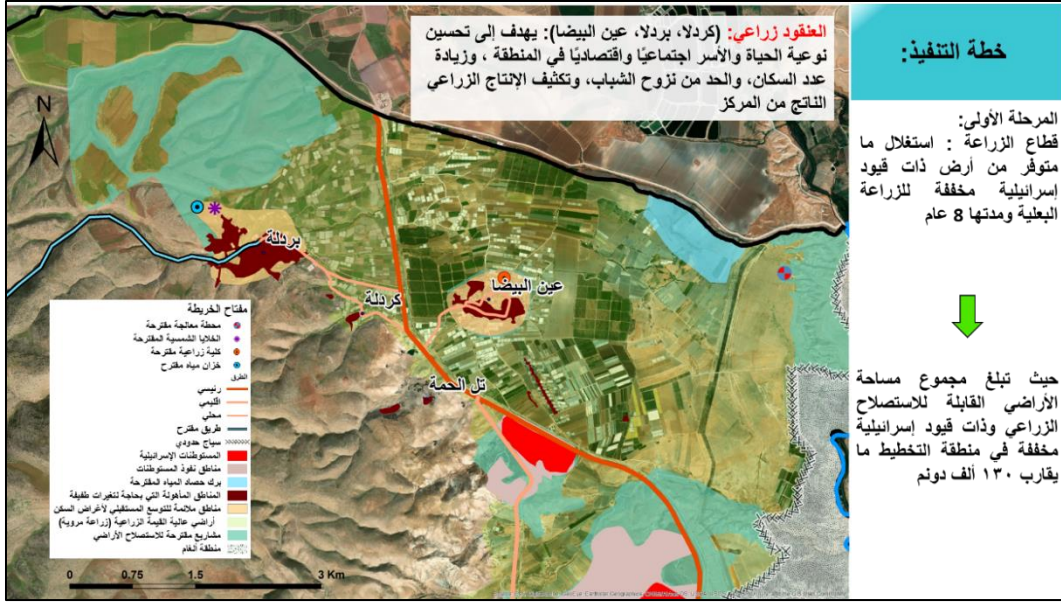 خطة التنفيذ:
المرحلة الأولى:
قطاع الزراعة : استغلال ما
متوفر من أرض ذات قيود
إسرائيلية مخففة للزراعة
البعلية ومدتها 8 عام
حيث تبلغ مجموع مساحة
الأراضي القابلة للاستصلاح
الزراعي وذات قيود إسرائيلية
مخففة في منطقة التخطيط ما
يقارب ١٣٠ ألف دونم
العنقود زراعي: (كردلا، بردلا، عين البيضا): يهدف إلى تحسين
نوعية الحياة والأسر اجتماعيًا واقتصاديًا في المنطقة ، وزيادة
عدد السكان، والحد من نزوح الشباب، وتكثيف الإنتاج الزراعي
الناتج من المركز
N
بردلة
كردلة
عين البيضا
تل الحمة
مفتاح الخريطة
محطة معالجة مقترحة
الخلايا الشمسية المقترحة
كلية زراعية مقترحة
خزان مياه مقترح
الطرق
رئيسي
اقليمي
محلي
طريق مقترح
سياج حدودي
المستوطنات الإسرائيلية
مناطق نفوذ المستوطنات
برك حصاد المياه المقترحة
المناطق المأهولة التي بحاجة لتغيرات طفيفة
مناطق ملائمة للتوسع المستقبلي لأغراض السكن
أراضي عالية القيمة الزراعية (زراعة مروية)
مشاريع مقترحة للاستصلاح الأراضي
منطقة ألغام
0 0.75 1.5 3 Km